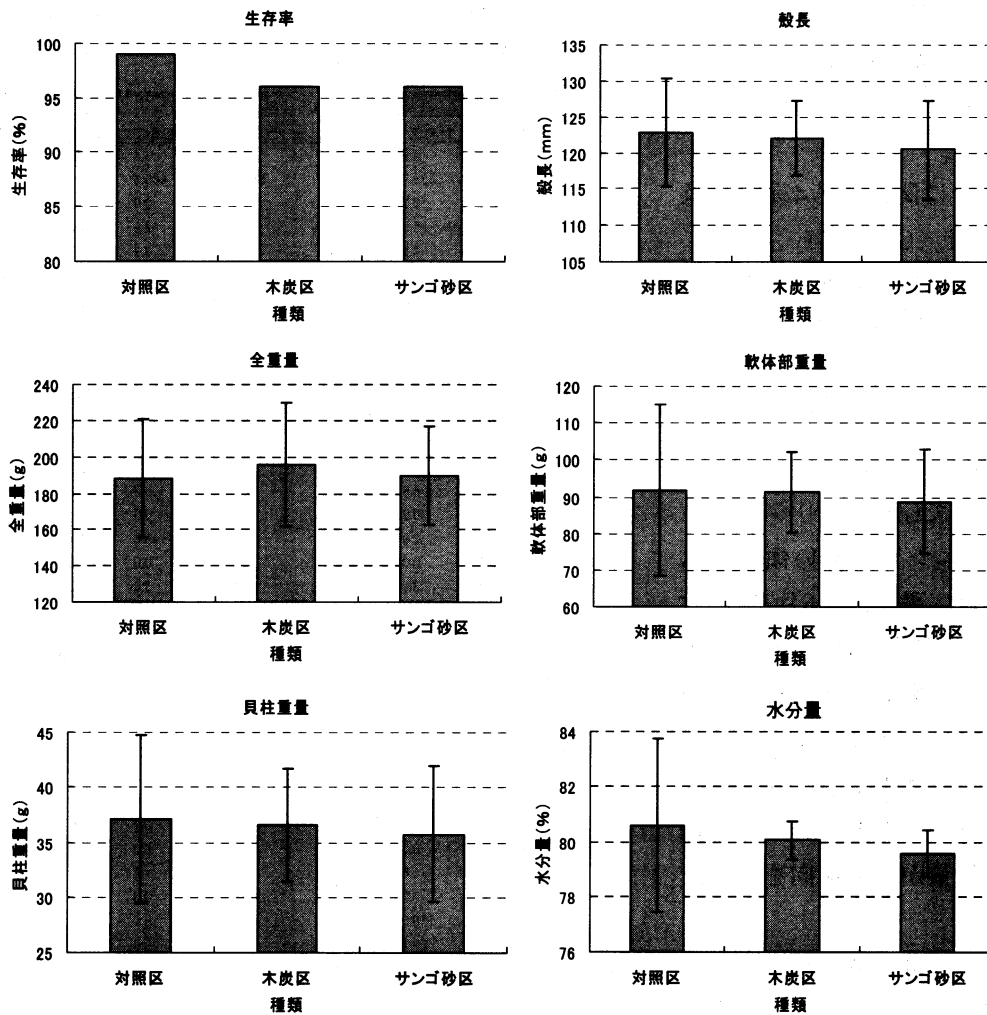 生存率
100
95
90
85
80
生存率(%)
対照区 木炭区 サンゴ砂区
種類
殻長
135
130
125
120
115
110
105
殻長(mm)
対照区 木炭区 サンゴ砂区
種類
全重量
240
220
200
180
160
140
120
全重量(g)
対照区 木炭区 サンゴ砂区
種類
軟体部重量
120
110
100
90
80
70
60
軟体部重量(g)
対照区 木炭区 サンゴ砂区
種類
貝柱重量
45
40
35
30
25
貝柱重量(g)
対照区 木炭区 サンゴ砂区
種類
水分量
84
82
80
78
76
水分量(%)
対照区 木炭区 サンゴ砂区
種類